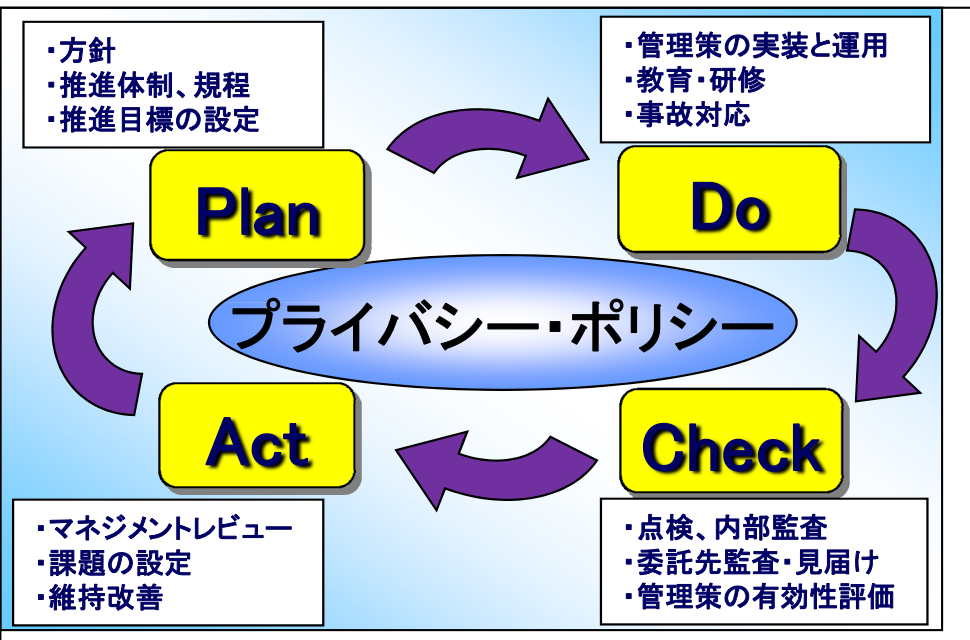 ・方針
・推進体制、規程
・推進目標の設定
・管理策の実装と運用
・教育・研修
・事故対応
Plan
Do
プライバシー・ポリシー
Act
Check
・マネジメントレビュー
・課題の設定
・維持改善
・点検、内部監査
・委託先監査・見届け
・管理策の有効性評価